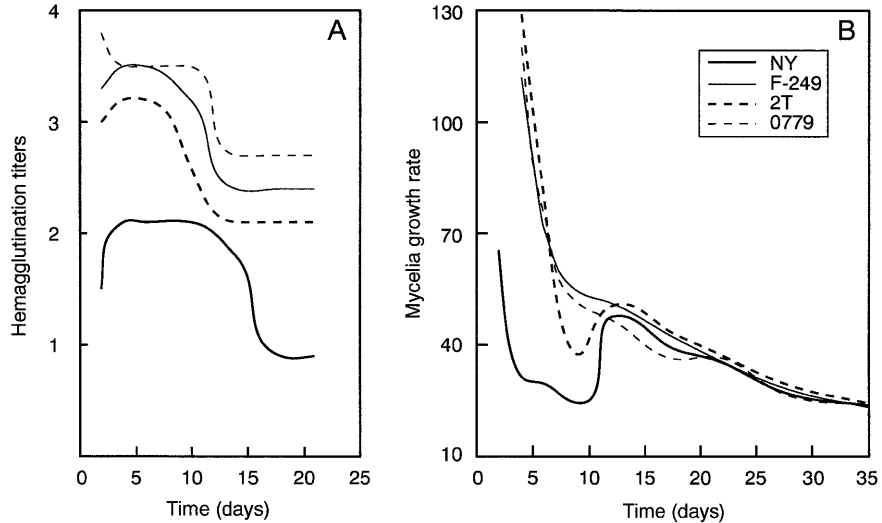 A
Hemagglutination titers
4
3
2
1
0 5 10 15 20 25
Time (days)
B
Mycelia growth rate
130
100
70
40
10
NY
F-249
2T
0779
0 5 10 15 20 25 30 35
Time (days)